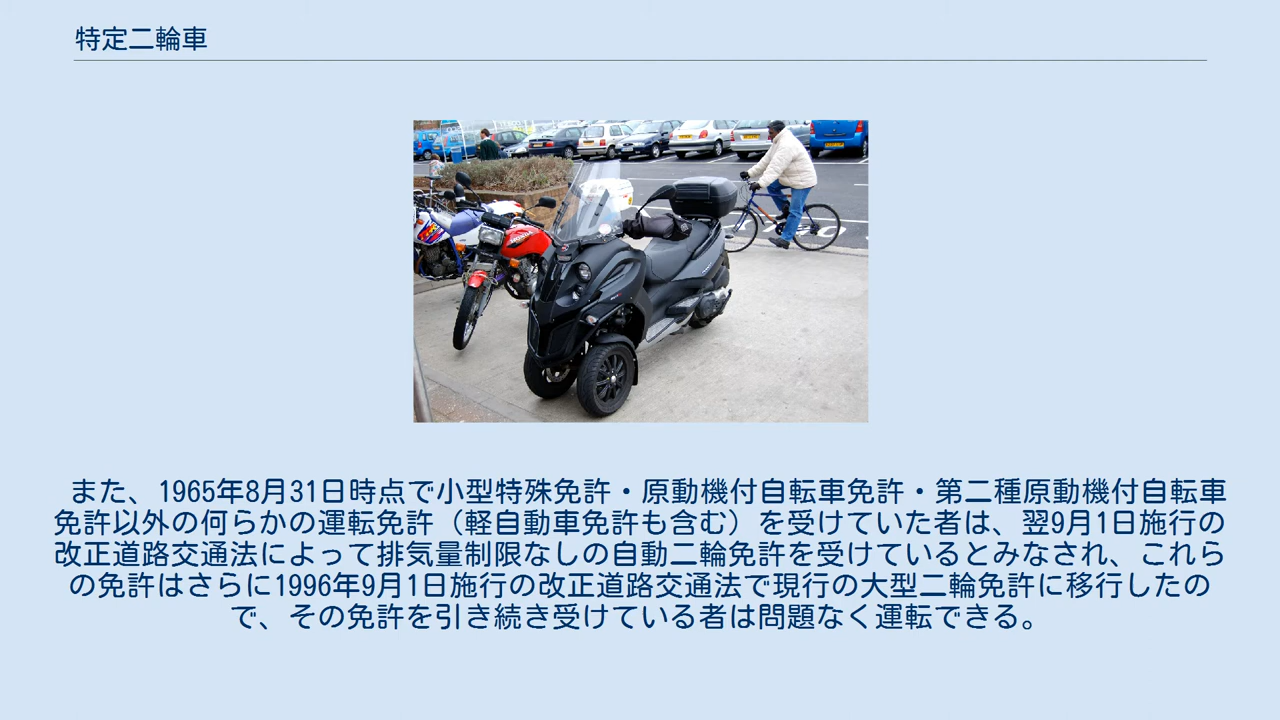 特定二輪車
また、1965年8月31日時点で小型特殊免許・原動機付自転車免許・第二種原動機付自転車
免許以外の何らかの運転免許（軽自動車免許も含む）を受けていた者は、翌9月1日施行の
改正道路交通法によって排気量制限なしの自動二輪免許を受けているとみなされ、これら
の免許はさらに1996年9月1日施行の改正道路交通法で現行の大型二輪免許に移行したの
で、その免許を引き続き受けている者は問題なく運転できる。